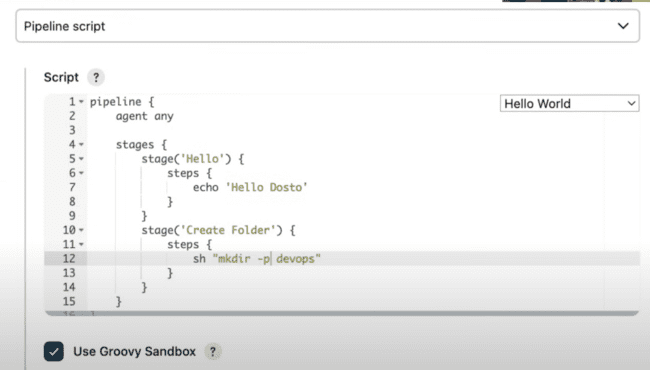 Pipeline script
Script ?
Hello World
1 pipeline {
2     agent any
3
4     stages {
5         stage('Hello') {
6             steps {
7                 echo 'Hello Dosto'
8             }
9         }
10         stage('Create Folder') {
11             steps {
12                 sh "mkdir -p devops"
13             }
14         }
15     }
16 }
Use Groovy Sandbox ?